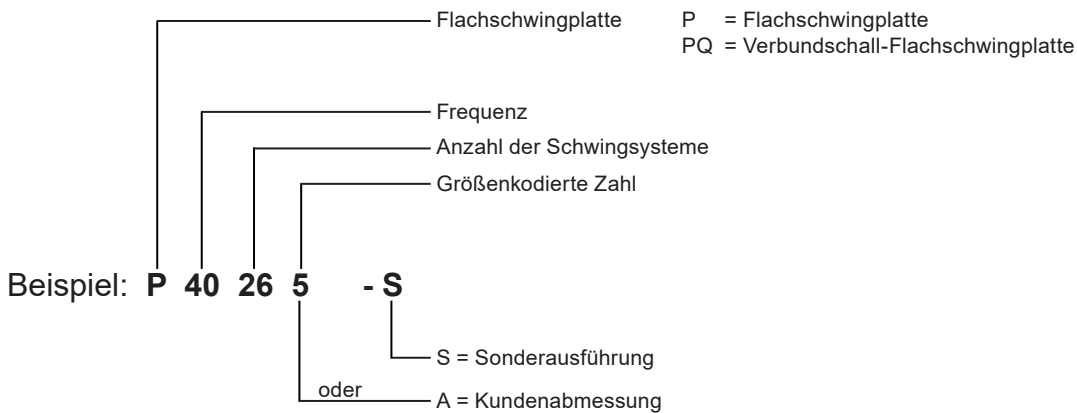 Flachschwingplatte P = Flachschwingplatte
PQ = Verbundschall-Flachschwingplatte
Frequenz
Anzahl der Schwingsysteme
Größenkodierte Zahl
Beispiel: P 40 26 5 - S
S = Sonderausführung
oder
A = Kundenabmessung